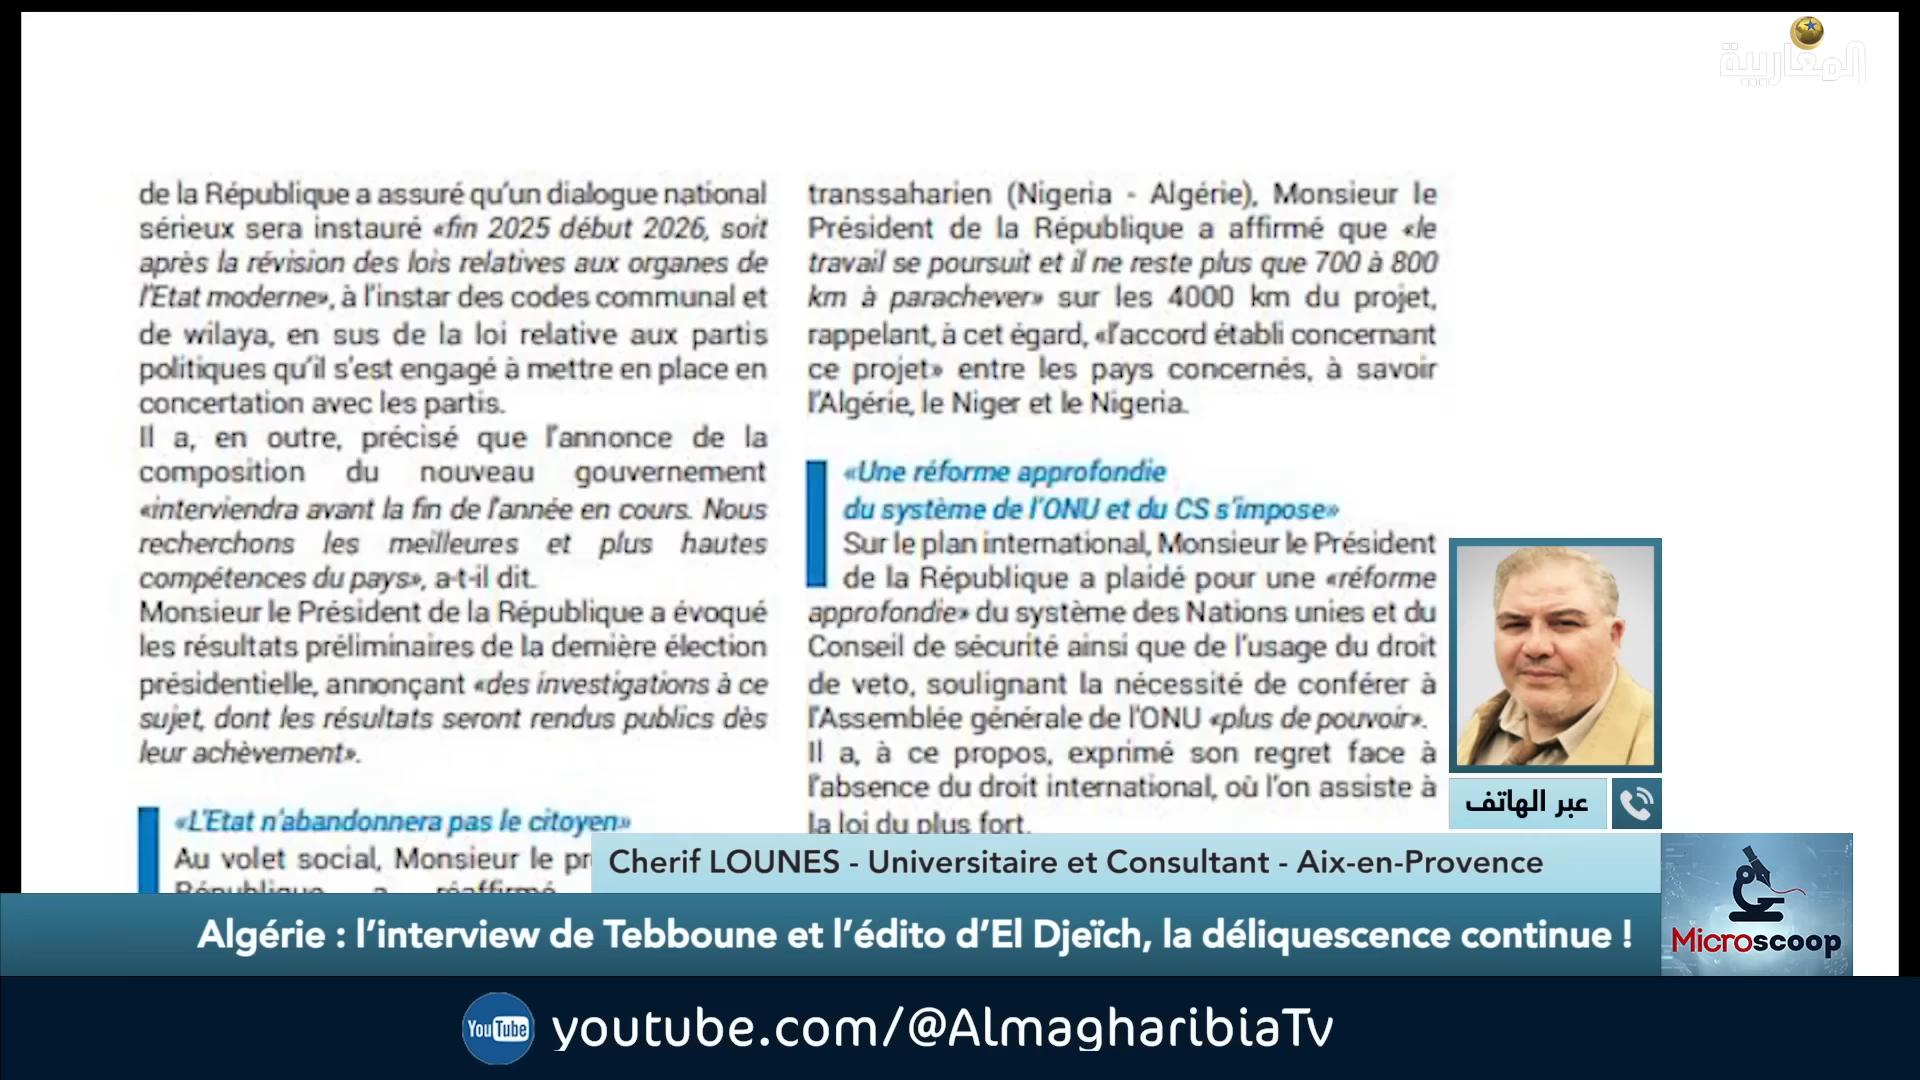 المغاربية
de la République a assuré qu'un dialogue national
sérieux sera instauré «fin 2025 début 2026, soit
après la révision des lois relatives aux organes de
l'Etat moderne», à l'instar des codes communal et
de wilaya, en sus de la loi relative aux partis
politiques qu'il s'est engagé à mettre en place en
concertation avec les partis.
Il a, en outre, précisé que l'annonce de la
composition du nouveau gouvernement
«interviendra avant la fin de l'année en cours. Nous
recherchons les meilleures et plus hautes
compétences du pays», a-t-il dit.
Monsieur le Président de la République a évoqué
les résultats préliminaires de la dernière élection
présidentielle, annonçant «des investigations à ce
sujet, dont les résultats seront rendus publics dès
leur achèvement».
«L'Etat n'abandonnera pas le citoyen»
Au volet social, Monsieur le pr
République a réaffirmé
transsaharien (Nigeria - Algérie), Monsieur le
Président de la République a affirmé que «le
travail se poursuit et il ne reste plus que 700 à 800
km à parachever» sur les 4000 km du projet,
rappelant, à cet égard, «l'accord établi concernant
ce projet» entre les pays concernés, à savoir
l'Algérie, le Niger et le Nigeria.
«Une réforme approfondie
du système de l'ONU et du CS s'impose»
Sur le plan international, Monsieur le Président
de la République a plaidé pour une «réforme
approfondie» du système des Nations unies et du
Conseil de sécurité ainsi que de l'usage du droit
de veto, soulignant la nécessité de conférer à
l'Assemblée générale de l'ONU «plus de pouvoir».
Il a, à ce propos, exprimé son regret face à
l'absence du droit international, où l'on assiste à
la loi du plus fort.
عبر الهاتف
Cherif LOUNES - Universitaire et Consultant - Aix-en-Provence
Algérie : l'interview de Tebboune et l'édito d'El Djeïch, la déliquescence continue !
Microscoop
YouTube youtube.com/@AlmagharibiaTv